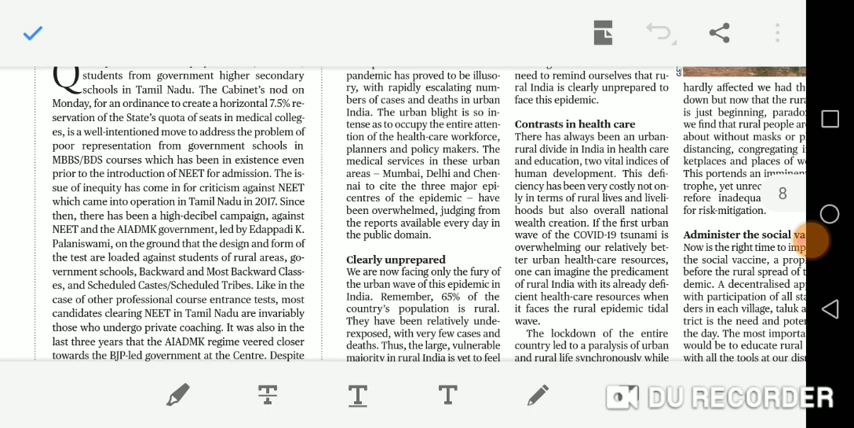 Q
students from government higher secondary
schools in Tamil Nadu. The Cabinet's nod on
Monday, for an ordinance to create a horizontal 7.5% re-
servation of the State's quota of seats in medical colleg-
es, is a well-intentioned move to address the problem of
poor representation from government schools in
MBBS/BDS courses which has been in existence even
prior to the introduction of NEET for admission. The is-
sue of inequity has come in for criticism against NEET
which came into operation in Tamil Nadu in 2017. Since
then, there has been a high-decibel campaign, against
NEET and the AIADMK government, led by Edappadi K.
Palaniswami, on the ground that the design and form of
the test are loaded against students of rural areas, go-
vernment schools, Backward and Most Backward Class-
es, and Scheduled Castes/Scheduled Tribes. Like in the
case of other professional course entrance tests, most
candidates clearing NEET in Tamil Nadu are invariably
those who undergo private coaching. It was also in the
last three years that the AIADMK regime veered closer
towards the BJP-led government at the Centre. Despite
pandemic has proved to be illuso-
ry, with rapidly escalating num-
bers of cases and deaths in urban
India. The urban blight is so in-
tense as to occupy the entire atten-
tion of the health-care workforce,
planners and policy makers. The
medical services in these urban
areas – Mumbai, Delhi and Chen-
nai to cite the three major epi-
centres of the epidemic – have
been overwhelmed, judging from
the reports available every day in
the public domain.
Clearly unprepared
We are now facing only the fury of
the urban wave of this epidemic in
India. Remember, 65% of the
country's population is rural.
They have been relatively unde-
rexposed, with very few cases and
deaths. Thus, the large, vulnerable
majority in rural India is yet to feel
need to remind ourselves that ru-
ral India is clearly unprepared to
face this epidemic.
Contrasts in health care
There has always been an urban-
rural divide in India in health care
and education, two vital indices of
human development. This defi-
ciency has been very costly not on-
ly in terms of rural lives and liveli-
hoods but also overall national
wealth creation. If the first urban
wave of the COVID-19 tsunami is
overwhelming our relatively bet-
ter urban health-care resources,
one can imagine the predicament
of rural India with its already defi-
cient health-care resources when
it faces the rural epidemic tidal
wave.
The lockdown of the entire
country led to a paralysis of urban
and rural life synchronously while
hardly affected we had th
down but now that the rura
is just beginning, parado
we find that rural people are
about without masks or p
distancing, congregating i
ketplaces and places of wo
This portends an imminen
trophe, yet unrec
refore inadequa
for risk-mitigation.
Administer the social va
Now is the right time to imp
the social vaccine, a prop
before the rural spread of t
demic. A decentralised ap
with participation of all sta
ders in each village, taluk a
trict is the need and poten
the day. The most importa
would be to educate rural
with all the tools at our disp
8
T
T
T
DU RECORDER